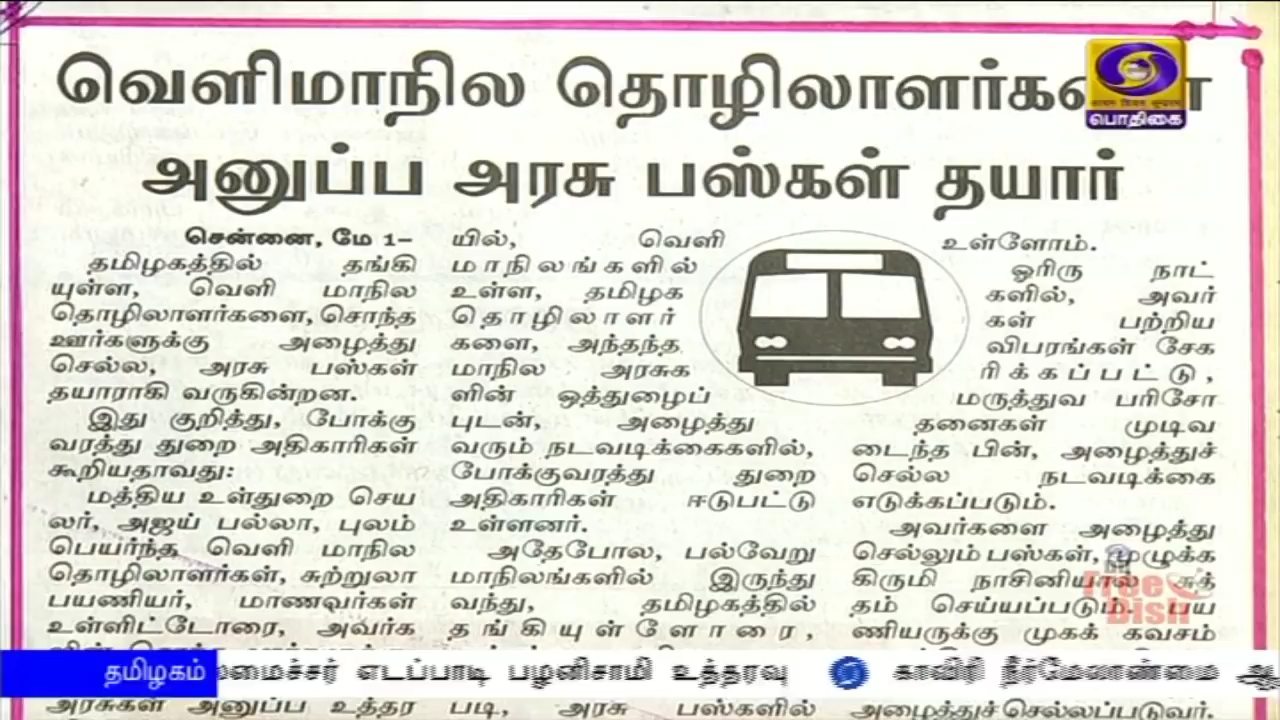 வெளிமாநில
அனுப்ப அரசு பஸ்கள் தயார்
பொதிகை
சென்னை, மே 1–
தமிழகத்தில் தங்கி
யுள்ள, வெளி மாநில
தொழிலாளர்களை, சொந்த
ஊர்களுக்கு அழைத்து
செல்ல, அரசு பஸ்கள்
தயாராகி வருகின்றன.
இது குறித்து, போக்கு
வரத்து துறை அதிகாரிகள்
கூறியதாவது:
மத்திய உள்துறை செய
லர், அஜய் பல்லா, புலம்
பெயர்ந்த வெளி மாநில
தொழிலாளர்கள், சுற்றுலா
பயணியர், மாணவர்கள்
உள்ளிட்டோரை, அவர்க
அரசுகள் அனுப்ப உத்தர
யில், வெளி
மாநிலங்களில்
உள்ள, தமிழக
தொழிலாளர்
களை, அந்தந்த
மாநில அரசுக
ளின் ஒத்துழைப்
புடன், அழைத்து
வரும் நடவடிக்கைகளில்,
போக்குவரத்து துறை
அதிகாரிகள் ஈடுபட்டு
உள்ளனர்.
அதேபோல, பல்வேறு
மாநிலங்களில் இருந்து
வந்து, தமிழகத்தில்
தங்கியுள்ளோரை,
படி, அரசு பஸ்களில்
உள்ளோம்.
ஓரிரு நாட்
களில், அவர்
கள் பற்றிய
விபரங்கள் சேக
ரிக்கப்பட்டு,
மருத்துவ பரிசோ
தனைகள் முடிவ
டைந்த பின், அழைத்துச்
செல்ல நடவடிக்கை
எடுக்கப்படும்.
அவர்களை அழைத்து
செல்லும் பஸ்கள், முழுக்க
கிருமி நாசினியால் சுத்
தம் செய்யப்படும். பய
ணியருக்கு முகக் கவசம்
அழைத்துச் செல்லப்படுவர்.
Free Dish
தமிழகம் எடப்பாடி பழனிசாமி உத்தரவு காவிரி நீர்மேலாண்மை